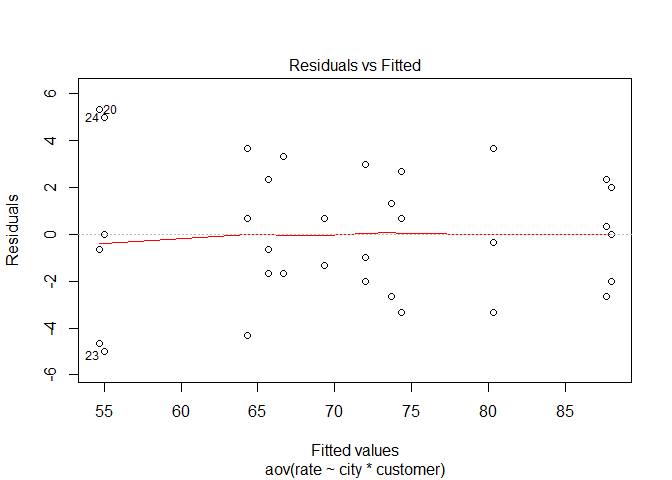 Residuals vs Fitted
Residuals
6
4
2
0
-2
-4
-6
20
24
23
55 60 65 70 75 80 85
Fitted values
aov(rate ~ city * customer)